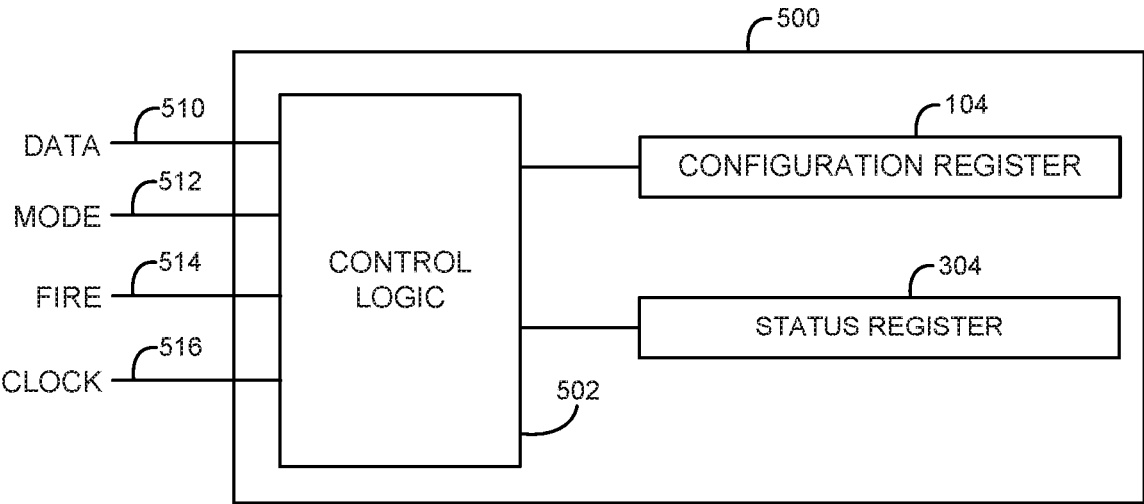 500
510
DATA
104
CONFIGURATION REGISTER
512
MODE
CONTROL
LOGIC
514
FIRE
304
STATUS REGISTER
516
CLOCK
502